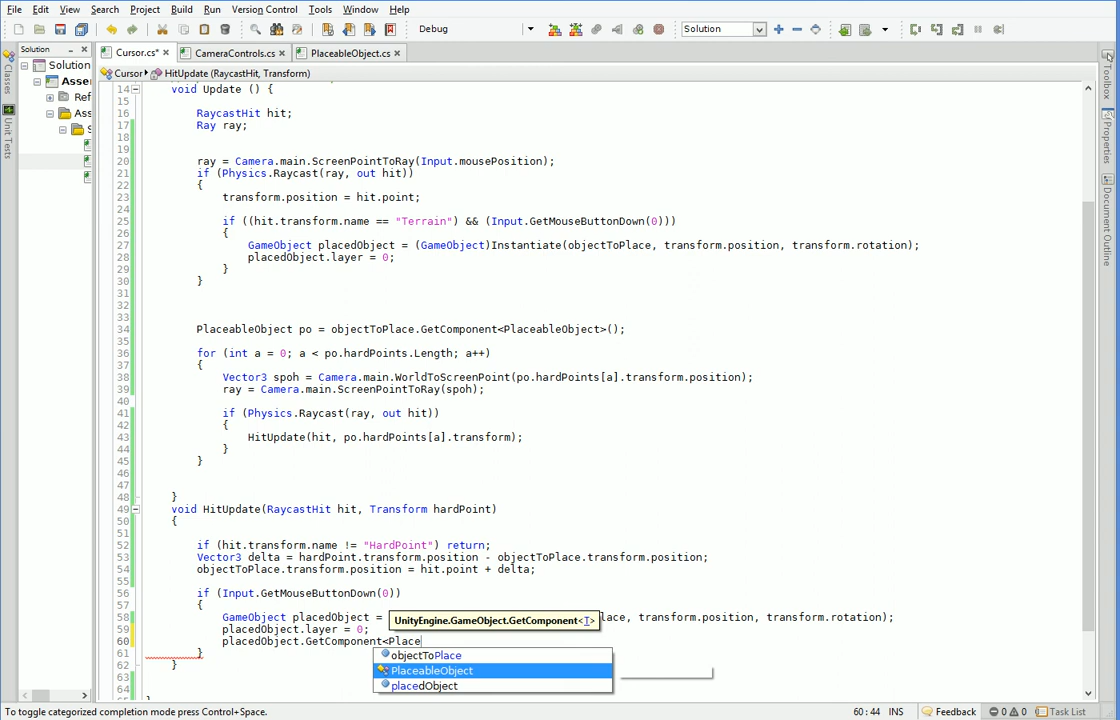 File Edit View Search Project Build Run Version Control Tools Window Help
Debug Solution
Solution Cursor.cs* CameraControls.cs PlaceableObject.cs
Solution Cursor HitUpdate (RaycastHit, Transform)
Asse
Ref
Ass
S
Classes
Unit Tests
Toolbox
Properties
Document Outline
14 void Update () {
15
16 RaycastHit hit;
17 Ray ray;
18
19
20 ray = Camera.main.ScreenPointToRay(Input.mousePosition);
21 if (Physics.Raycast(ray, out hit))
22 {
23 transform.position = hit.point;
24
25 if ((hit.transform.name == "Terrain") && (Input.GetMouseButtonDown(0)))
26 {
27 GameObject placedObject = (GameObject)Instantiate(objectToPlace, transform.position, transform.rotation);
28 placedObject.layer = 0;
29 }
30 }
31
32
33
34 PlaceableObject po = objectToPlace.GetComponent<PlaceableObject>();
35
36 for (int a = 0; a < po.hardPoints.Length; a++)
37 {
38 Vector3 spoh = Camera.main.WorldToScreenPoint(po.hardPoints[a].transform.position);
39 ray = Camera.main.ScreenPointToRay(spoh);
40
41 if (Physics.Raycast(ray, out hit))
42 {
43 HitUpdate(hit, po.hardPoints[a].transform);
44 }
45 }
46
47
48 }
49 void HitUpdate(RaycastHit hit, Transform hardPoint)
50 {
51
52 if (hit.transform.name != "HardPoint") return;
53 Vector3 delta = hardPoint.transform.position - objectToPlace.transform.position;
54 objectToPlace.transform.position = hit.point + delta;
55
56 if (Input.GetMouseButtonDown(0))
57 {
58 GameObject placedObject = lace, transform.position, transform.rotation);
UnityEngine.GameObject.GetComponent<T>
59 placedObject.layer = 0;
60 placedObject.GetComponent<Place
61 }
objectToPlace
PlaceableObject
placedObject
62 }
63
64
To toggle categorized completion mode press Control+Space. 60 : 44 INS Feedback 0 0 Task List